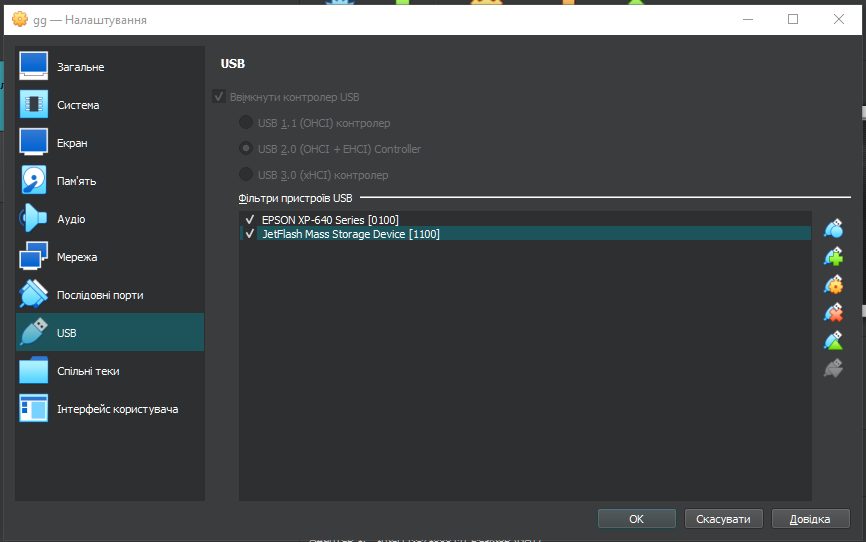 gg — Налаштування
Загальне
Система
Екран
Пам'ять
Аудіо
Мережа
Послідовні порти
USB
Спільні теки
Інтерфейс користувача
USB
Ввімкнути контролер USB
USB 1.1 (OHCI) контролер
USB 2.0 (OHCI + EHCI) Controller
USB 3.0 (xHCI) контролер
Фільтри пристроїв USB
EPSON XP-640 Series [0100]
JetFlash Mass Storage Device [1100]
OK
Скасувати
Довідка